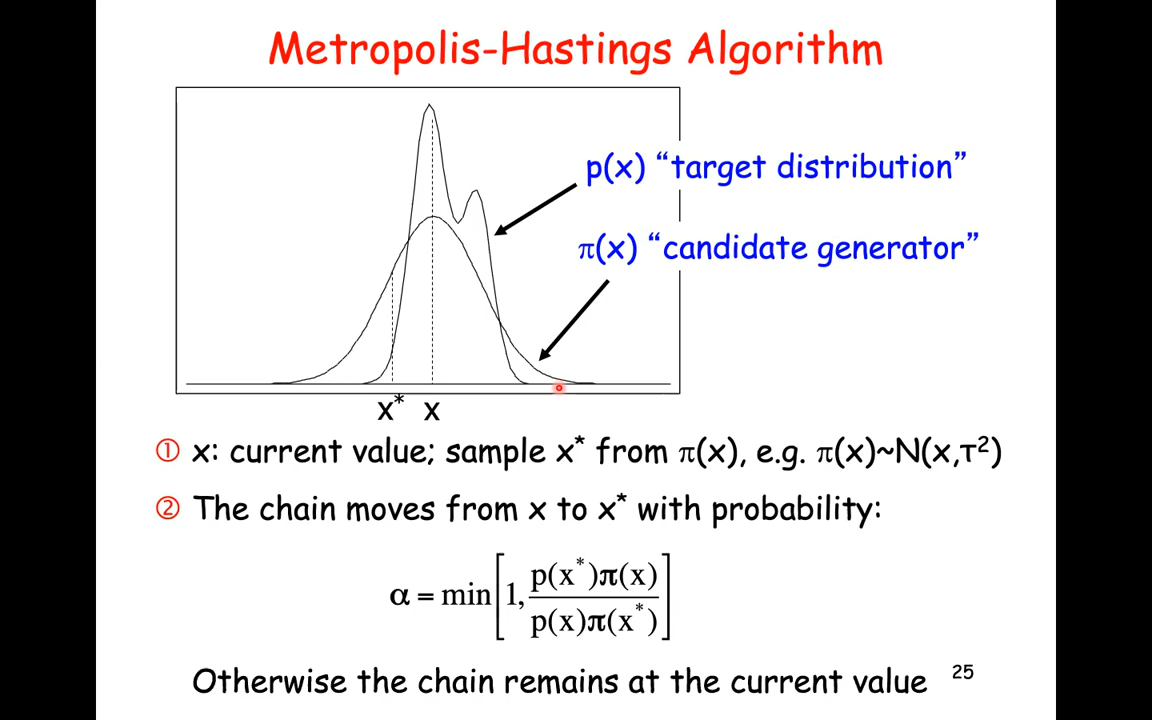 Metropolis-Hastings Algorithm
p(x) “target distribution”
π(x) “candidate generator”
x* x
① x: current value; sample x* from π(x), e.g. π(x)~N(x,τ²)
② The chain moves from x to x* with probability:
α = min[1, p(x*)π(x) / p(x)π(x*)]
Otherwise the chain remains at the current value
25